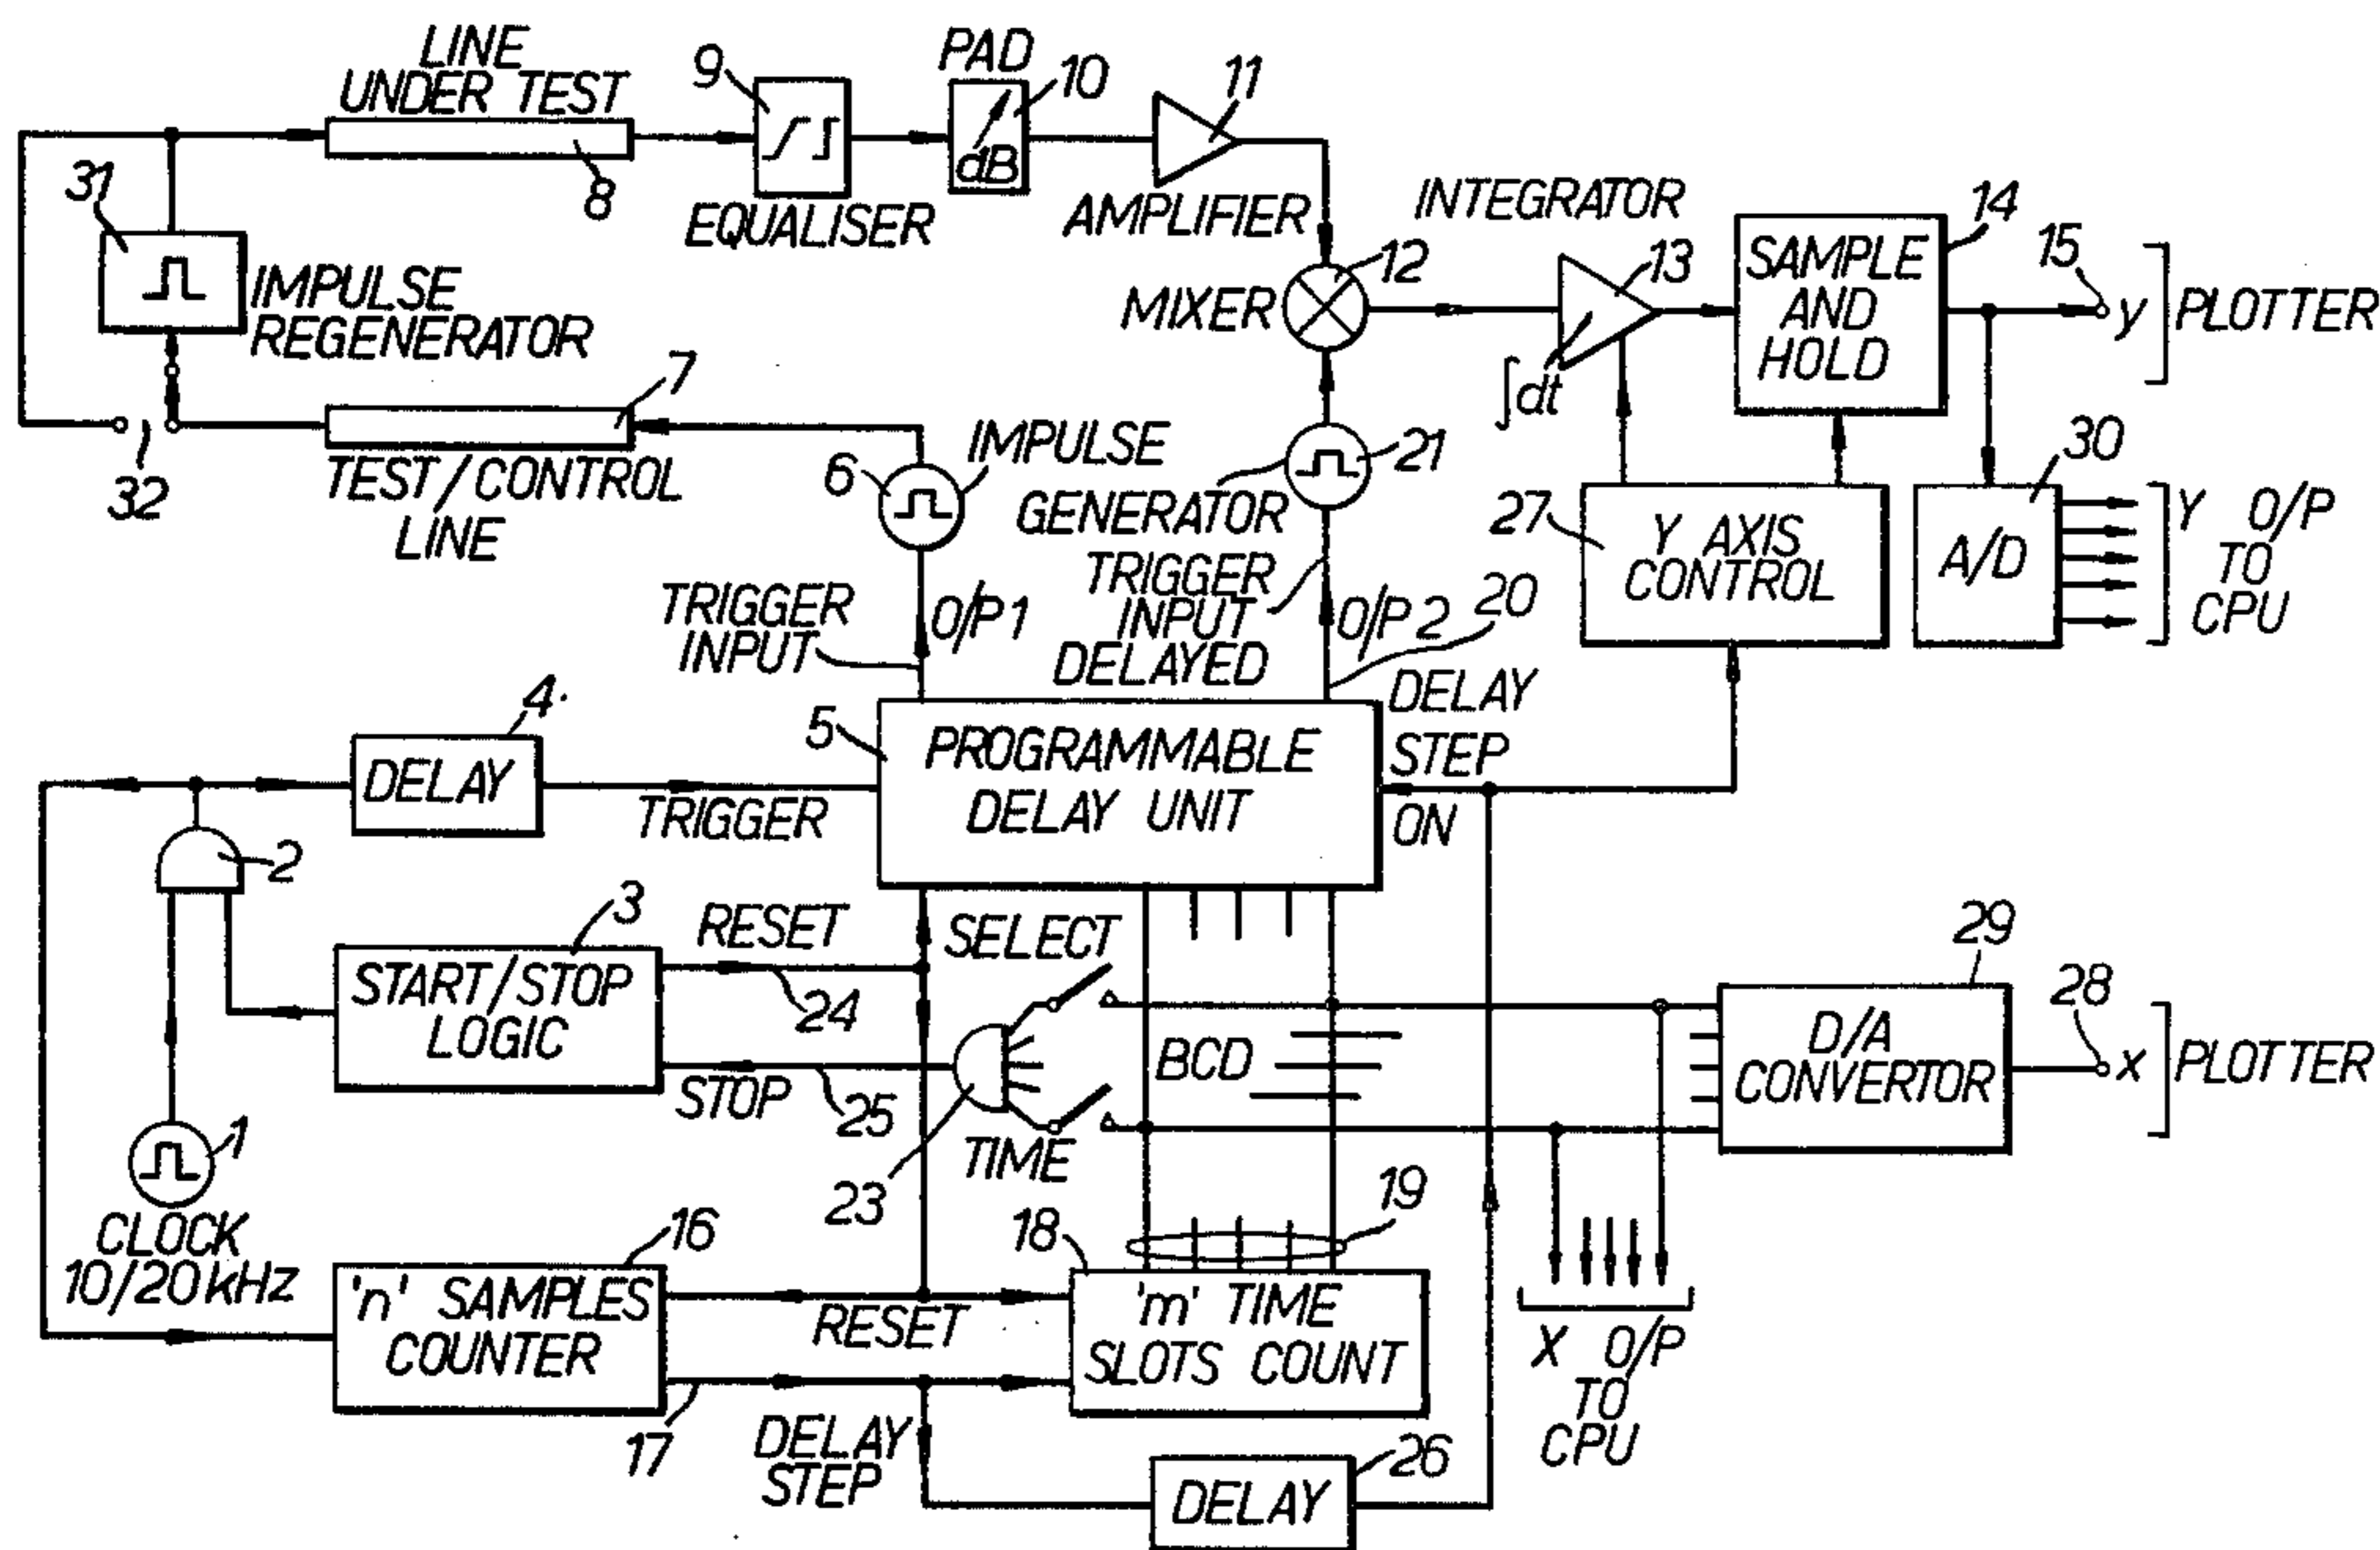 LINE
UNDER TEST
8
9
EQUALISER
PAD
10
dB
11
AMPLIFIER
31
IMPULSE
REGENERATOR
32
7
TEST/CONTROL
LINE
MIXER
12
INTEGRATOR
13
∫dt
14
SAMPLE
AND
HOLD
15
y
PLOTTER
6
IMPULSE
GENERATOR
21
TRIGGER
INPUT
O/P 1
TRIGGER
INPUT
DELAYED
O/P 2
20
27
Y AXIS
CONTROL
30
A/D
Y O/P
TO
CPU
4.
DELAY
TRIGGER
5
PROGRAMMABLE
DELAY UNIT
DELAY
STEP
ON
2
3
START/STOP
LOGIC
RESET
24
STOP
25
SELECT
TIME
23
BCD
29
D/A
CONVERTOR
28
x
PLOTTER
1
CLOCK
10/20kHz
16
'n' SAMPLES
COUNTER
RESET
17
DELAY
STEP
18
19
'm' TIME
SLOTS COUNT
26
DELAY
X O/P
TO
CPU